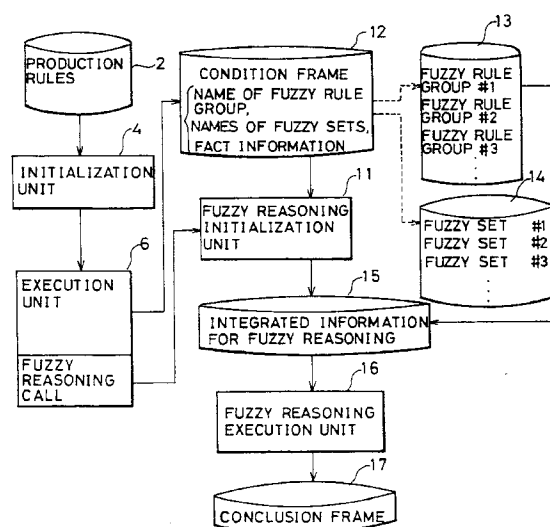 PRODUCTION
RULES
2
4
INITIALIZATION
UNIT
6
EXECUTION
UNIT
FUZZY
REASONING
CALL
12
CONDITION FRAME
NAME OF FUZZY RULE
GROUP,
NAMES OF FUZZY SETS,
FACT INFORMATION
11
FUZZY REASONING
INITIALIZATION
UNIT
15
INTEGRATED INFORMATION
FOR FUZZY REASONING
16
FUZZY REASONING
EXECUTION UNIT
17
CONCLUSION FRAME
13
FUZZY RULE
GROUP #1
FUZZY RULE
GROUP #2
FUZZY RULE
GROUP #3
14
FUZZY SET #1
FUZZY SET #2
FUZZY SET #3